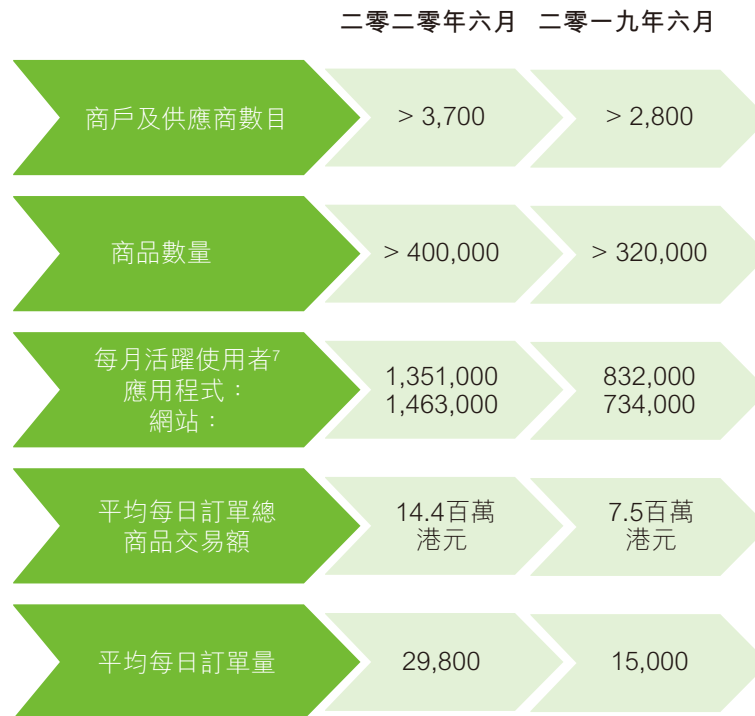 二零二零年六月 二零一九年六月
商戶及供應商數目 > 3,700 > 2,800
商品數量 > 400,000 > 320,000
每月活躍使用者7
應用程式： 1,351,000 832,000
網站： 1,463,000 734,000
平均每日訂單總 14.4百萬 7.5百萬
商品交易額 港元 港元
平均每日訂單量 29,800 15,000